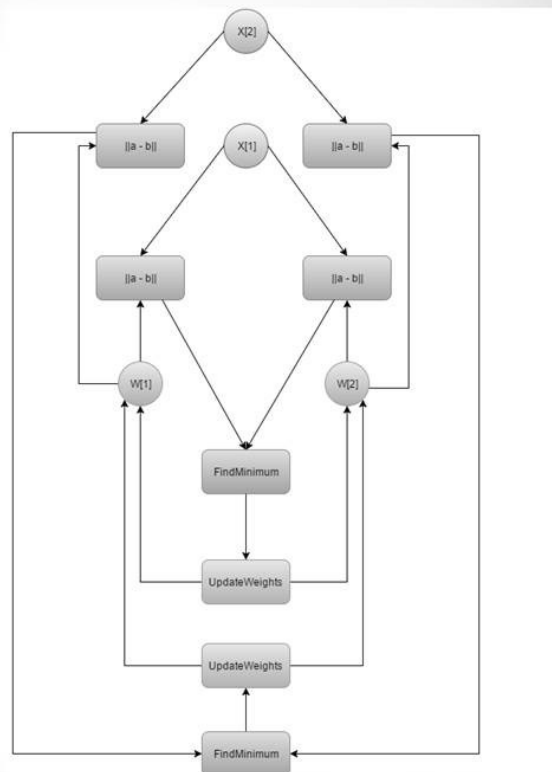 X[2]
||a - b||
X[1]
||a - b||
||a - b||
||a - b||
W[1]
W[2]
FindMinimum
UpdateWeights
UpdateWeights
FindMinimum